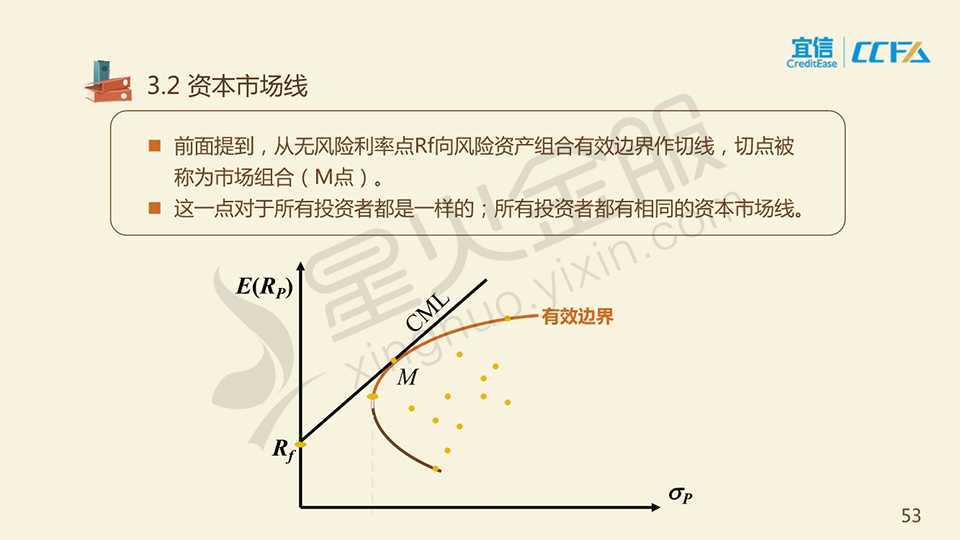 宜信
CreditEase
CCFA
3.2 资本市场线
前面提到，从无风险利率点Rf向风险资产组合有效边界作切线，切点被
称为市场组合（M点）。
这一点对于所有投资者都是一样的；所有投资者都有相同的资本市场线。
星火金服
xinghuo.yixin.com
E(RP)
CML
有效边界
M
Rf
σP
53